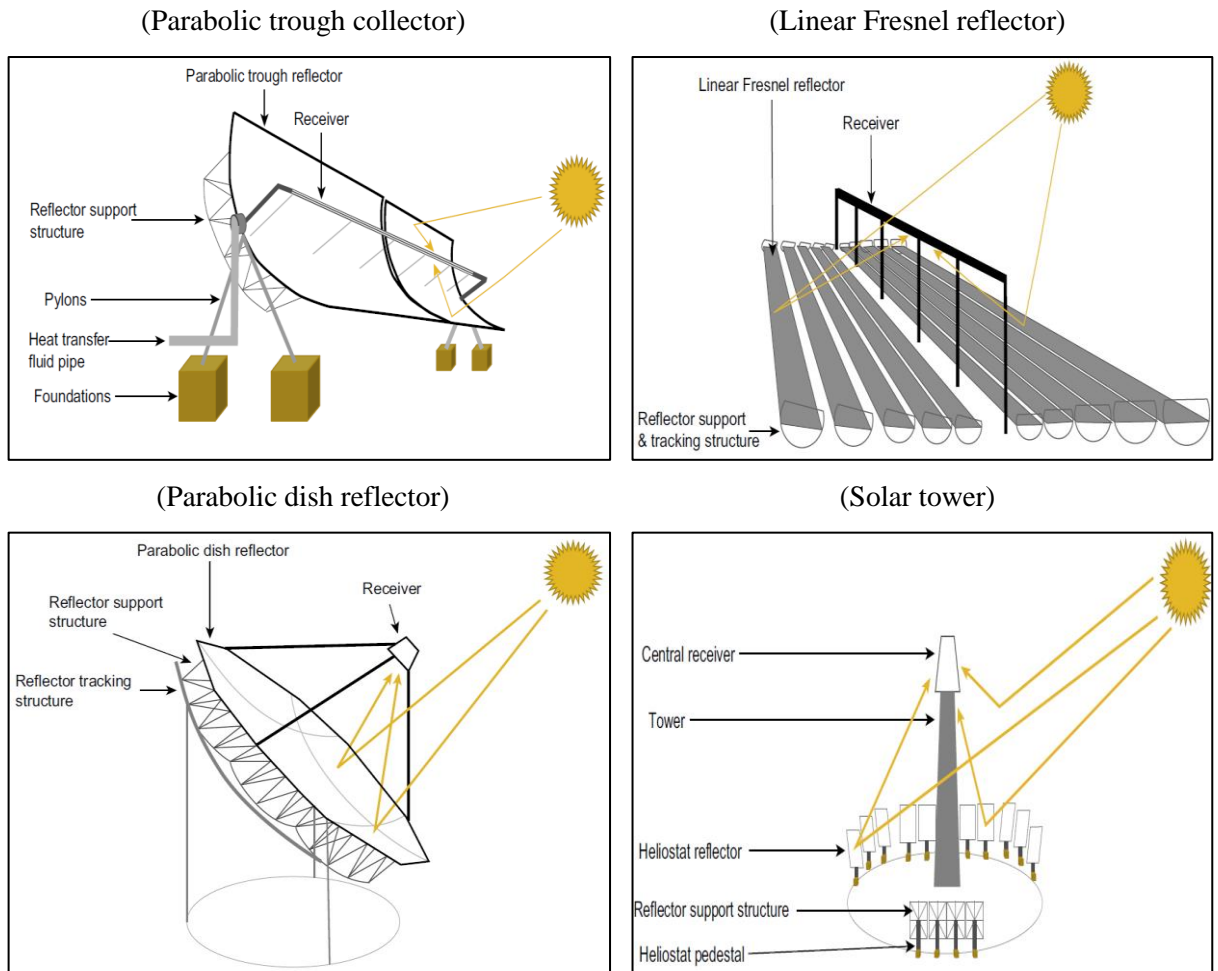 (Parabolic trough collector)
Parabolic trough reflector
Receiver
Reflector support
structure
Pylons
Heat transfer
fluid pipe
Foundations
(Linear Fresnel reflector)
Linear Fresnel reflector
Receiver
Reflector support
& tracking structure
(Parabolic dish reflector)
Parabolic dish reflector
Receiver
Reflector support
structure
Reflector tracking
structure
(Solar tower)
Central receiver
Tower
Heliostat reflector
Reflector support structure
Heliostat pedestal